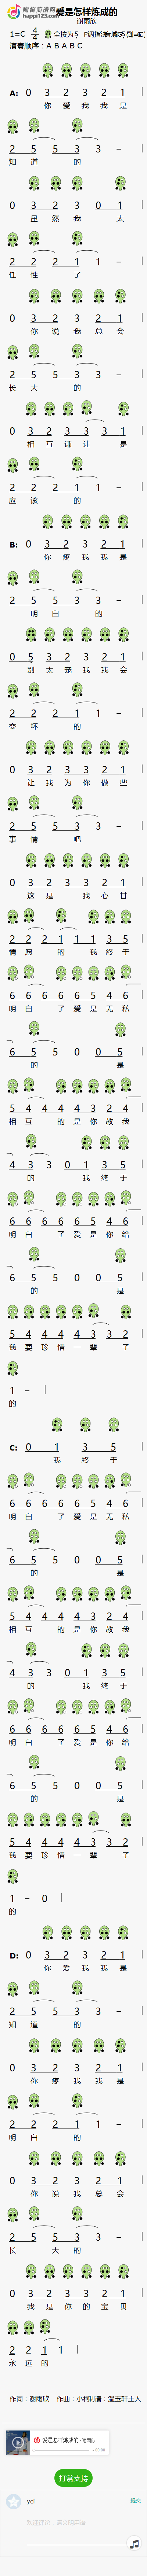 陶笛简谱网
happi123.com
爱是怎样炼成的
谢雨欣
1=C 4/4 全按为5
演奏顺序：A B A B C
A: 0 3 2 3 2 1
你 爱 我 我 是
2 5 5 3 3 –
知 道 的
0 3 2 3 0 1
虽 然 我 太
2 2 2 1 1 –
任 性 了
0 3 2 3 2 1
你 说 我 总 会
2 5 5 3 3 –
长 大 的
0 3 2 3 3 3 1
相 互 谦 让 是
2 2 2 1 1 –
应 该 的
B: 0 3 2 3 2 1
你 疼 我 我 是
2 5 5 3 3 –
明 白 的
0 5 3 2 3 2 1
别 太 宠 我 我 会
2 2 2 1 1 –
变 坏 的
0 3 2 3 3 2 1
让 我 为 你 做 些
2 5 5 3 3 –
事 情 吧
0 3 2 3 3 2 1
这 是 我 心 甘
2 2 2 1 1 1 3 5
情 愿 的 我 终 于
6 6 6 6 6 5 4 6
明 白 了 爱 是 无 私
6 5 5 0 0 5
的 是
5 4 4 4 4 3 2 4
相 互 的 是 你 教 我
4 3 3 0 1 3 5
的 我 终 于
6 6 6 6 6 5 4 6
明 白 了 爱 是 你 给
6 5 5 0 0 5
的 是
5 4 4 4 4 3 3 2
我 要 珍 惜 一 辈 子
1 –
的
C: 0 1 3 5
我 终 于
6 6 6 6 6 5 4 6
明 白 了 爱 是 无 私
6 5 5 0 0 5
的 是
5 4 4 4 4 3 2 4
相 互 的 是 你 教 我
4 3 3 0 1 3 5
的 我 终 于
6 6 6 6 6 5 4 6
明 白 了 爱 是 你 给
6 5 5 0 0 5
的 是
5 4 4 4 4 3 3 2
我 要 珍 惜 一 辈 子
1 – 0
的
D: 0 3 2 3 2 1
你 爱 我 我 是
2 5 5 3 3 –
知 道 的
0 3 2 3 2 1
你 疼 我 我 是
2 2 2 1 1 –
明 白 的
0 3 2 3 2 1
你 说 我 总 会
2 5 5 3 3 –
长 大 的
0 3 2 3 3 2 1
我 是 你 的 宝 贝
2 2 1 1
永 远 的
作词：谢雨欣 作曲：小柯 制谱：温玉轩主人
爱是怎样炼成的 - 谢雨欣
打赏支持
yci
提交